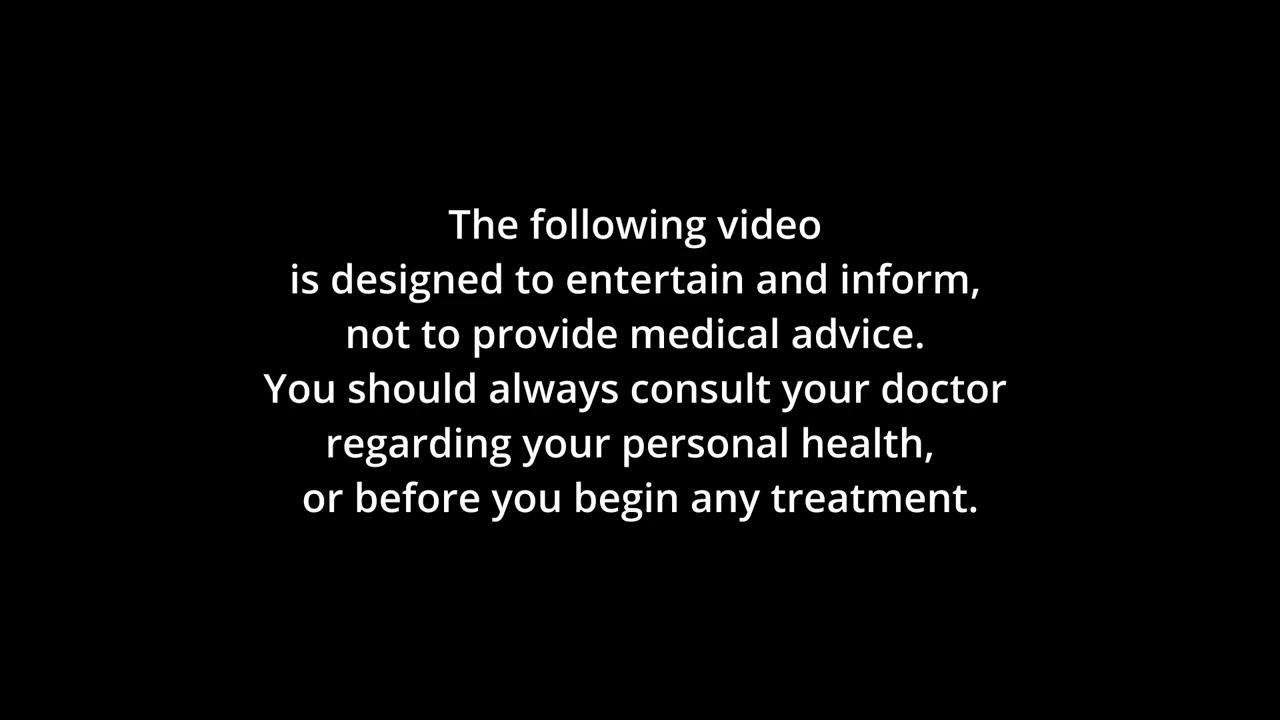 The following video
is designed to entertain and inform,
not to provide medical advice.
You should always consult your doctor
regarding your personal health,
or before you begin any treatment.